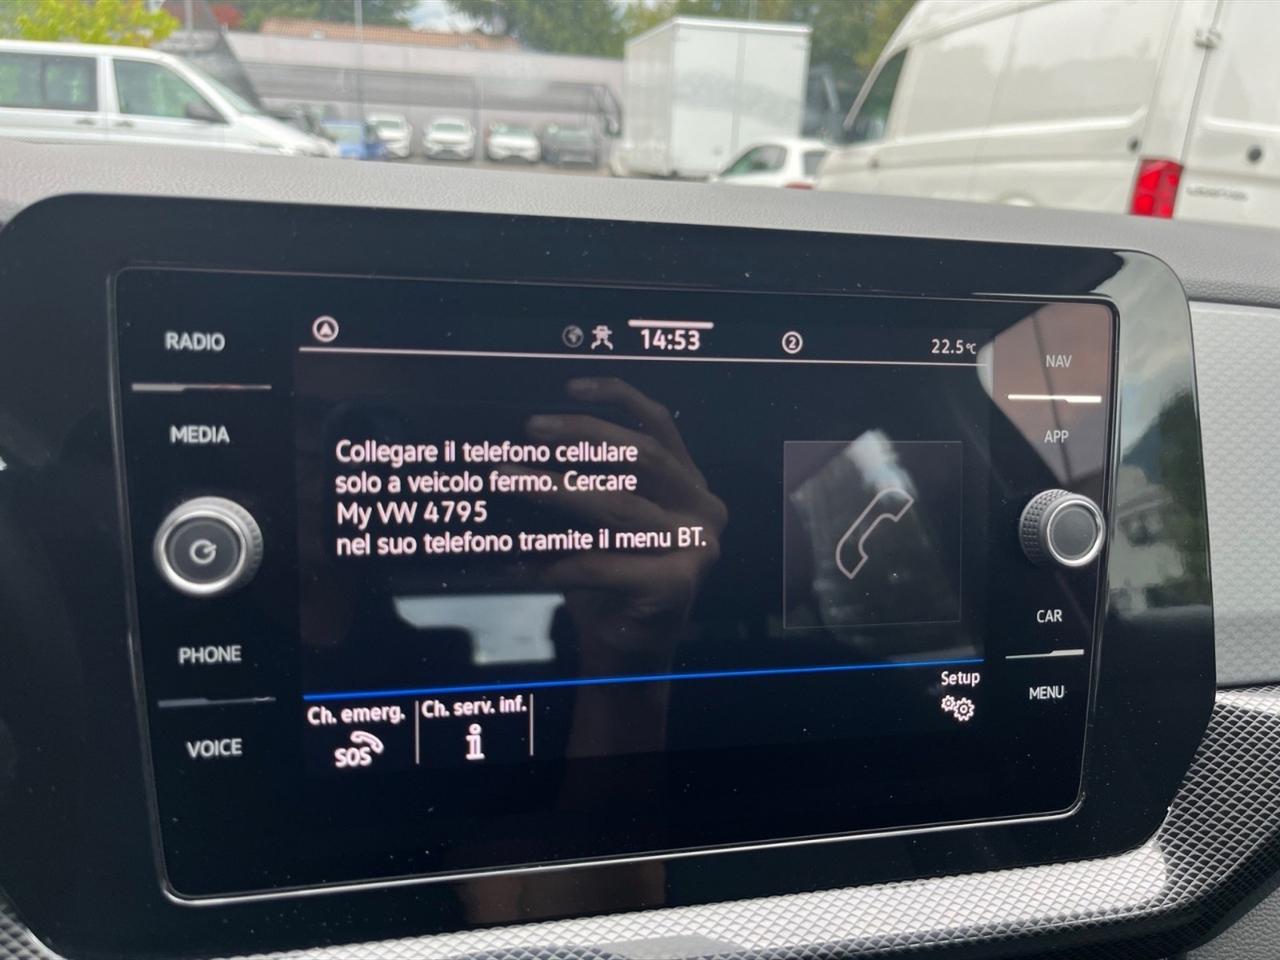 RADIO
MEDIA
PHONE
VOICE
14:53
2
22.5°C
Collegare il telefono cellulare
solo a veicolo fermo. Cercare
My VW 4795
nel suo telefono tramite il menu BT.
Ch. emerg.
SOS
Ch. serv. inf.
i
Setup
NAV
APP
CAR
MENU